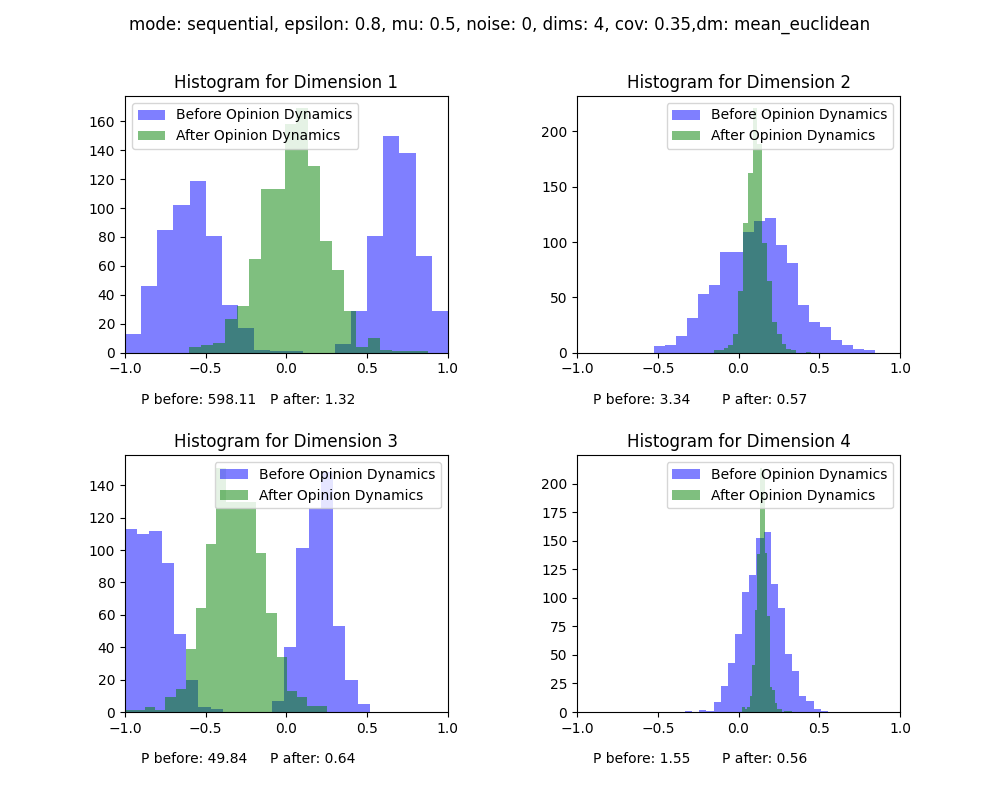 mode: sequential, epsilon: 0.8, mu: 0.5, noise: 0, dims: 4, cov: 0.35,dm: mean_euclidean
Histogram for Dimension 1
Before Opinion Dynamics
After Opinion Dynamics
160
140
120
100
80
60
40
20
0
−1.0 −0.5 0.0 0.5 1.0
P before: 598.11 P after: 1.32
Histogram for Dimension 2
Before Opinion Dynamics
After Opinion Dynamics
200
150
100
50
0
−1.0 −0.5 0.0 0.5 1.0
P before: 3.34 P after: 0.57
Histogram for Dimension 3
Before Opinion Dynamics
After Opinion Dynamics
140
120
100
80
60
40
20
0
−1.0 −0.5 0.0 0.5 1.0
P before: 49.84 P after: 0.64
Histogram for Dimension 4
Before Opinion Dynamics
After Opinion Dynamics
200
175
150
125
100
75
50
25
0
−1.0 −0.5 0.0 0.5 1.0
P before: 1.55 P after: 0.56